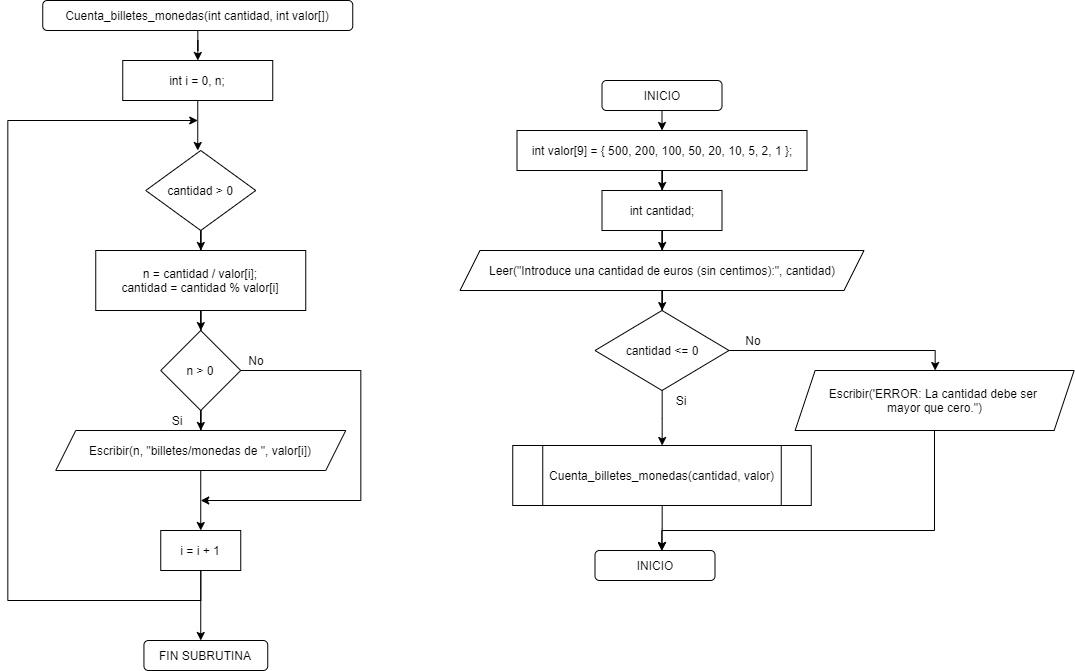 Cuenta_billetes_monedas(int cantidad, int valor[])
int i = 0, n;
cantidad > 0
n = cantidad / valor[i];
cantidad = cantidad % valor[i]
n > 0
No
Si
Escribir(n, "billetes/monedas de ", valor[i])
i = i + 1
FIN SUBRUTINA
INICIO
int valor[9] = { 500, 200, 100, 50, 20, 10, 5, 2, 1 };
int cantidad;
Leer("Introduce una cantidad de euros (sin centimos):", cantidad)
cantidad <= 0
No
Si
Escribir("ERROR: La cantidad debe ser
mayor que cero.")
Cuenta_billetes_monedas(cantidad, valor)
INICIO